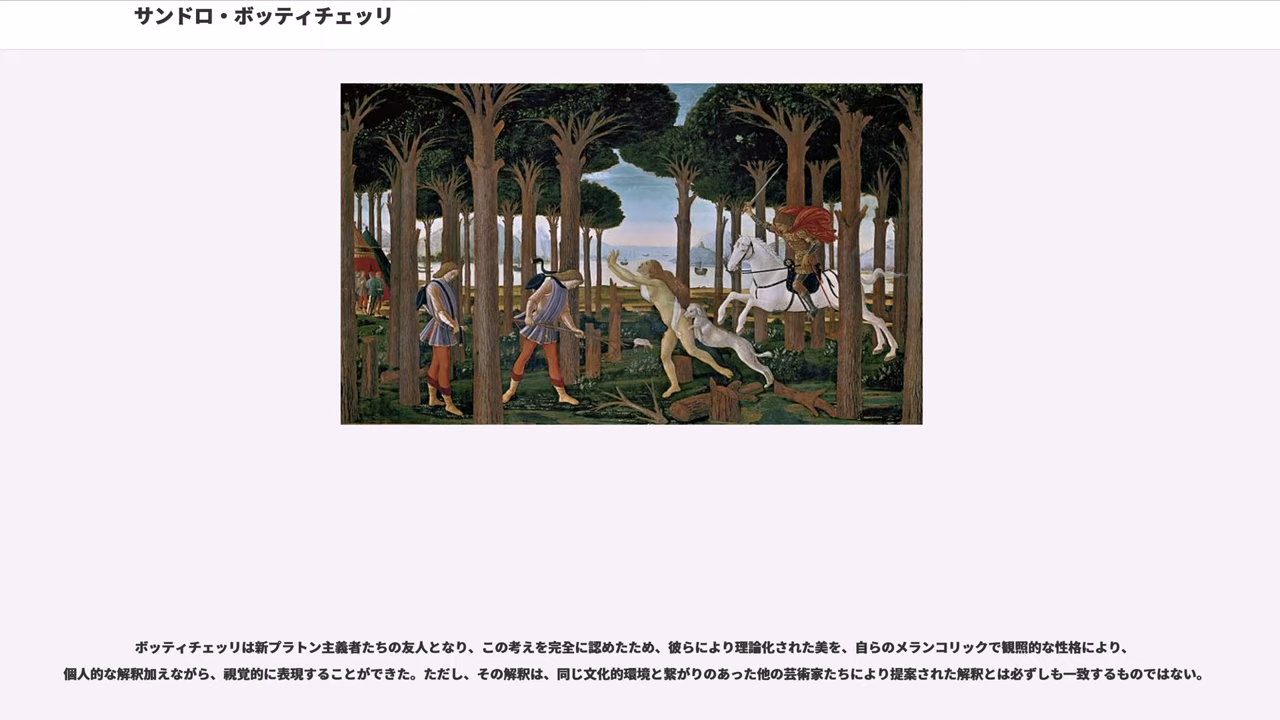 サンドロ・ボッティチェッリ
ボッティチェッリは新プラトン主義者たちの友人となり、この考えを完全に認めたため、彼らにより理論化された美を、自らのメランコリックで観照的な性格により、
個人的な解釈加えながら、視覚的に表現することができた。ただし、その解釈は、同じ文化的環境と繋がりのあった他の芸術家たちにより提案された解釈とは必ずしも一致するものではない。